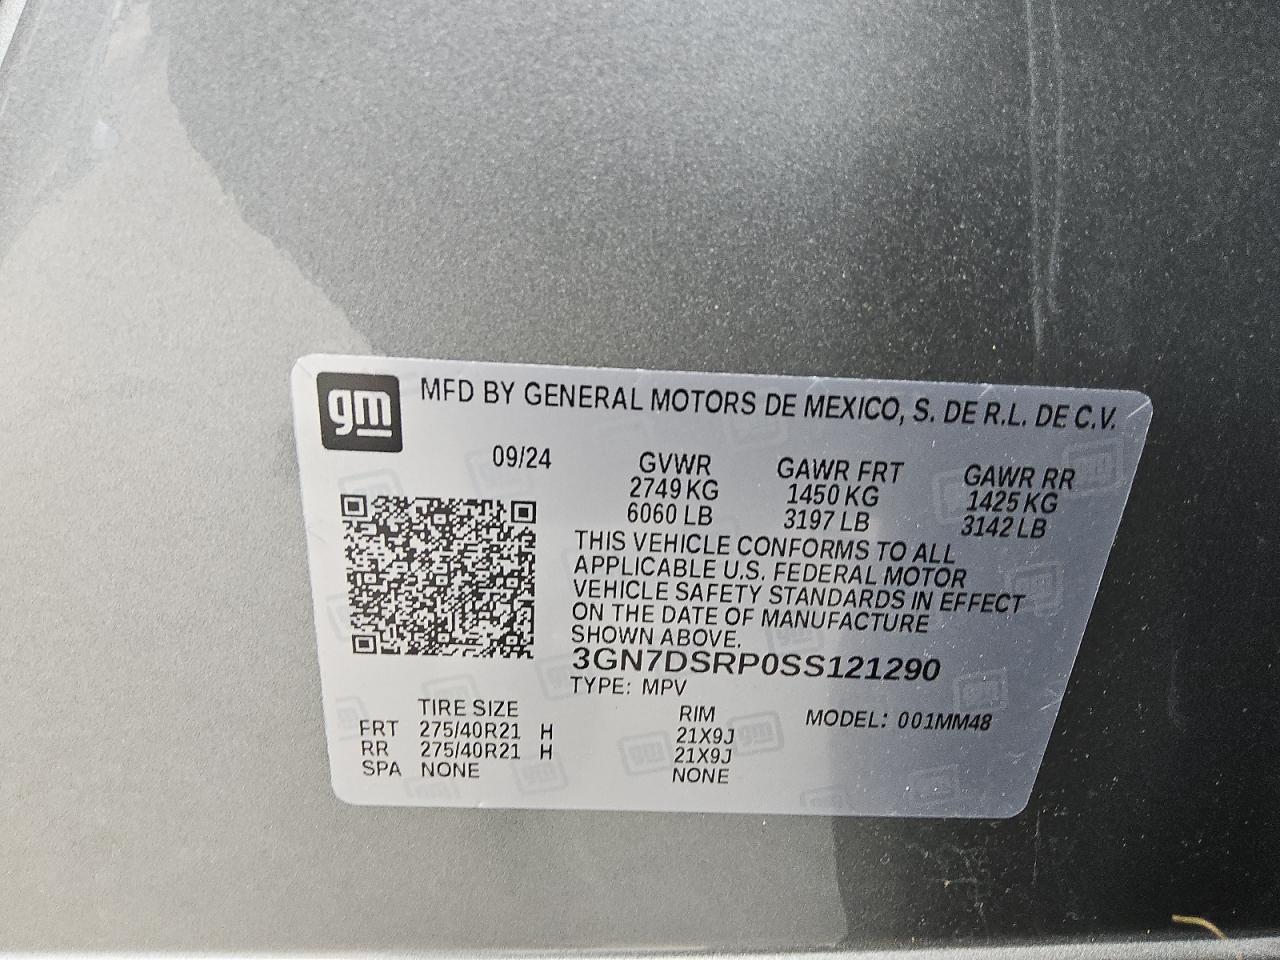 gm
MFD BY GENERAL MOTORS DE MEXICO, S. DE R.L. DE C.V.
09/24 GVWR GAWR FRT GAWR RR
2749 KG 1450 KG 1425 KG
6060 LB 3197 LB 3142 LB
THIS VEHICLE CONFORMS TO ALL
APPLICABLE U.S. FEDERAL MOTOR
VEHICLE SAFETY STANDARDS IN EFFECT
ON THE DATE OF MANUFACTURE
SHOWN ABOVE.
3GN7DSRP0SS121290
TYPE: MPV
TIRE SIZE RIM MODEL: 001MM48
FRT 275/40R21 H 21X9J
RR 275/40R21 H 21X9J
SPA NONE NONE